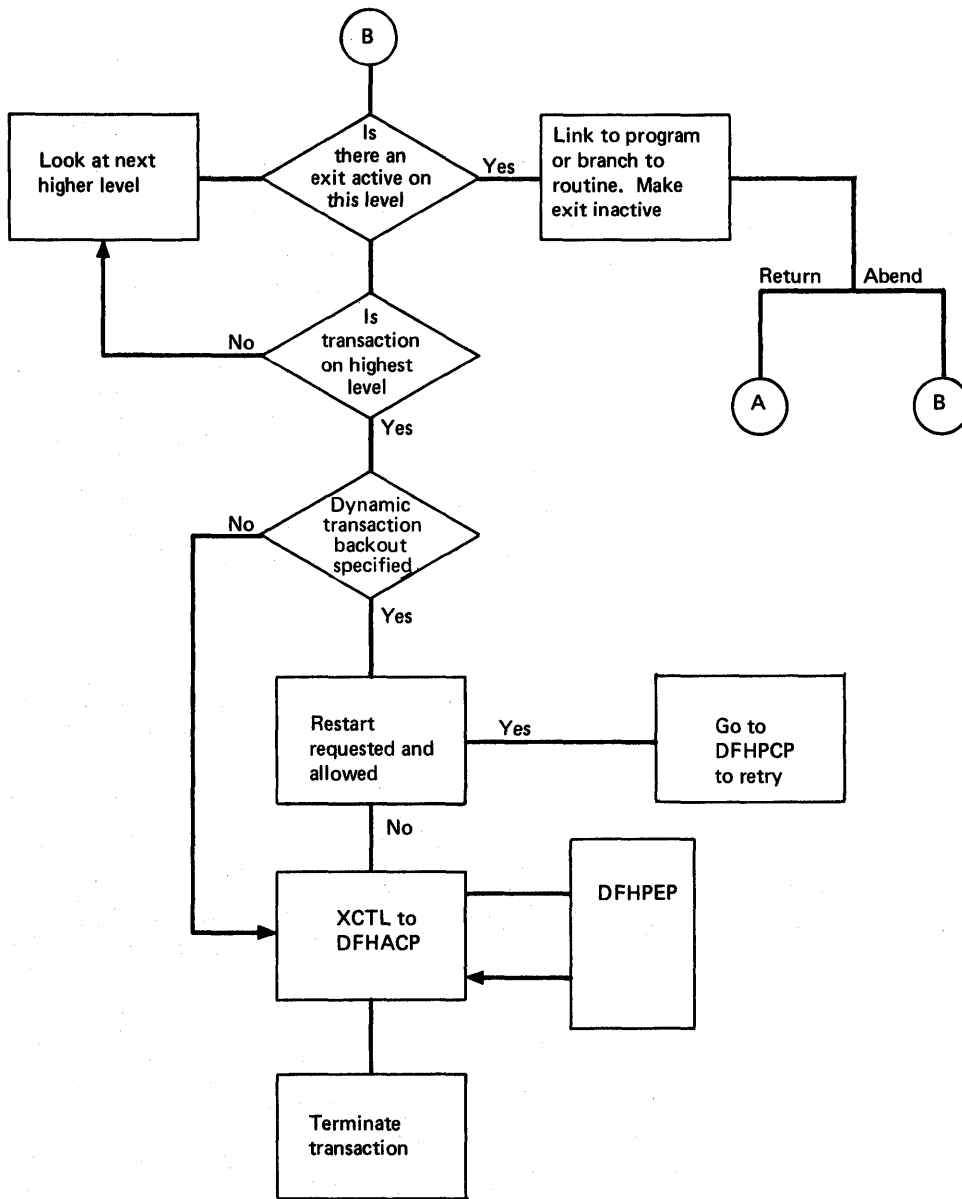 B
Look at next
higher level
Is
there an
exit active on
this level
Yes
Link to program
or branch to
routine. Make
exit inactive
Return
Abend
A
B
No
Is
transaction
on highest
level
Yes
No
Dynamic
transaction
backout
specified
Yes
Restart
requested and
allowed
Yes
Go to
DFHPCP
to retry
No
XCTL to
DFHACP
DFHPEP
Terminate
transaction